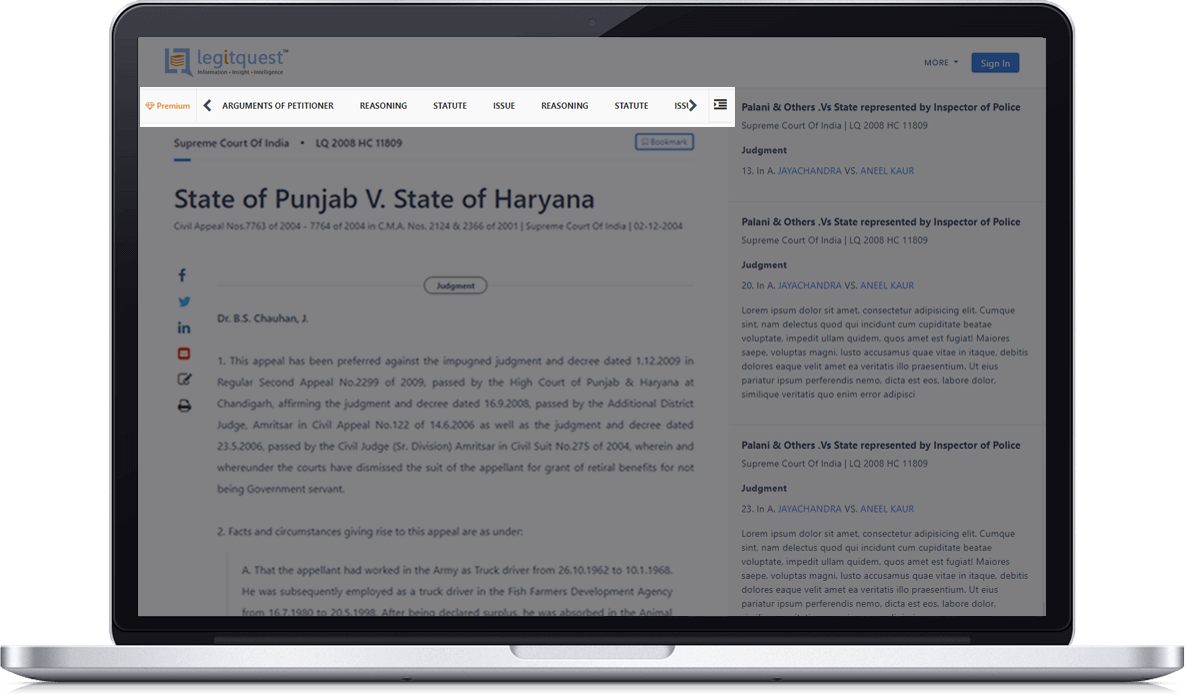 legitquest™
Information • Insight • Intelligence
MORE
Sign In
Premium
ARGUMENTS OF PETITIONER
REASONING
STATUTE
ISSUE
REASONING
STATUTE
ISSU
Supreme Court Of India • LQ 2008 HC 11809
Bookmark
State of Punjab V. State of Haryana
Civil Appeal Nos.7763 of 2004 - 7764 of 2004 in C.M.A. Nos. 2124 & 2366 of 2001 | Supreme Court Of India | 02-12-2004
Judgment
Dr. B.S. Chauhan, J.
1. This appeal has been preferred against the impugned judgment and decree dated 1.12.2009 in
Regular Second Appeal No.2299 of 2009, passed by the High Court of Punjab & Haryana at
Chandigarh, affirming the judgment and decree dated 16.9.2008, passed by the Additional District
Judge, Amritsar in Civil Appeal No.122 of 14.6.2006 as well as the judgment and decree dated
23.5.2006, passed by the Civil Judge (Sr. Division) Amritsar in Civil Suit No.275 of 2004, wherein and
whereunder the courts have dismissed the suit of the appellant for grant of retiral benefits for not
being Government servant.
2. Facts and circumstances giving rise to this appeal are as under:
A. That the appellant had worked in the Army as Truck driver from 26.10.1962 to 10.1.1968.
He was subsequently employed as a truck driver in the Fish Farmers Development Agency
from 16.7.1980 to 20.5.1998. After being declared surplus, he was absorbed in the Animal
Palani & Others .Vs State represented by Inspector of Police
Supreme Court Of India | LQ 2008 HC 11809
Judgment
13. In A. JAYACHANDRA VS. ANEEL KAUR
Palani & Others .Vs State represented by Inspector of Police
Supreme Court Of India | LQ 2008 HC 11809
Judgment
20. In A. JAYACHANDRA VS. ANEEL KAUR
Lorem ipsum dolor sit amet, consectetur adipisicing elit. Cumque
sint, nam delectus quod qui incidunt cum cupiditate beatae
voluptate, impedit ullam quidem, quos amet est fugiat! Maiores
saepe, voluptas magni, Iusto accusamus quae vitae in itaque, debitis
dolores eaque velit amet ea veritatis illo praesentium. Ut eius
pariatur ipsum perferendis nemo, dicta est eos, labore dolor,
similique veritatis quo enim error adipisci
Palani & Others .Vs State represented by Inspector of Police
Supreme Court Of India | LQ 2008 HC 11809
Judgment
23. In A. JAYACHANDRA VS. ANEEL KAUR
Lorem ipsum dolor sit amet, consectetur adipisicing elit. Cumque
sint, nam delectus quod qui incidunt cum cupiditate beatae
voluptate, impedit ullam quidem, quos amet est fugiat! Maiores
saepe, voluptas magni, Iusto accusamus quae vitae in itaque, debitis
dolores eaque velit amet ea veritatis illo praesentium. Ut eius
pariatur ipsum perferendis nemo, dicta est eos, labore dolor,
similique veritatis quo enim error adipisci